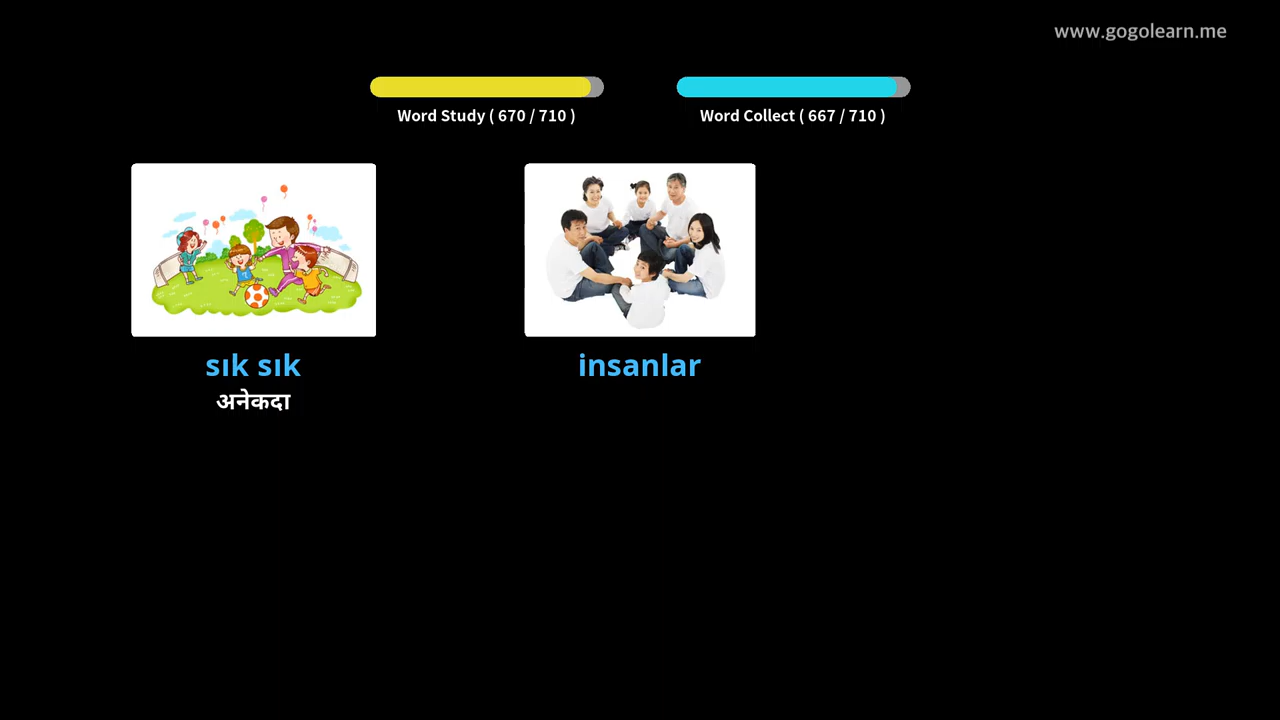 www.gogolearn.me
Word Study ( 670 / 710 )
Word Collect ( 667 / 710 )
sık sık
अनेकदा
insanlar